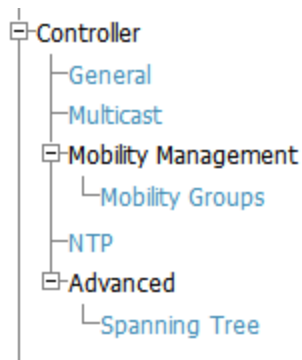 Controller
General
Multicast
Mobility Management
Mobility Groups
NTP
Advanced
Spanning Tree